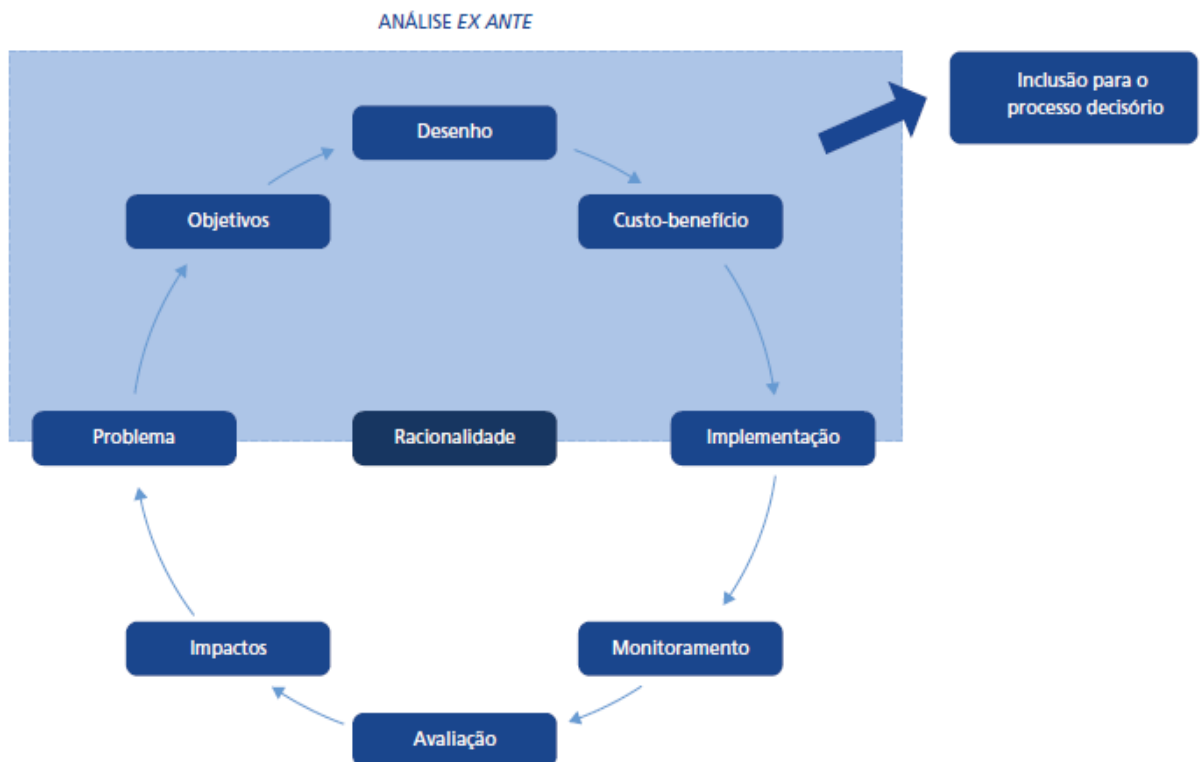 ANÁLISE EX ANTE
Inclusão para o
processo decisório
Desenho
Objetivos
Custo-benefício
Problema
Racionalidade
Implementação
Impactos
Monitoramento
Avaliação